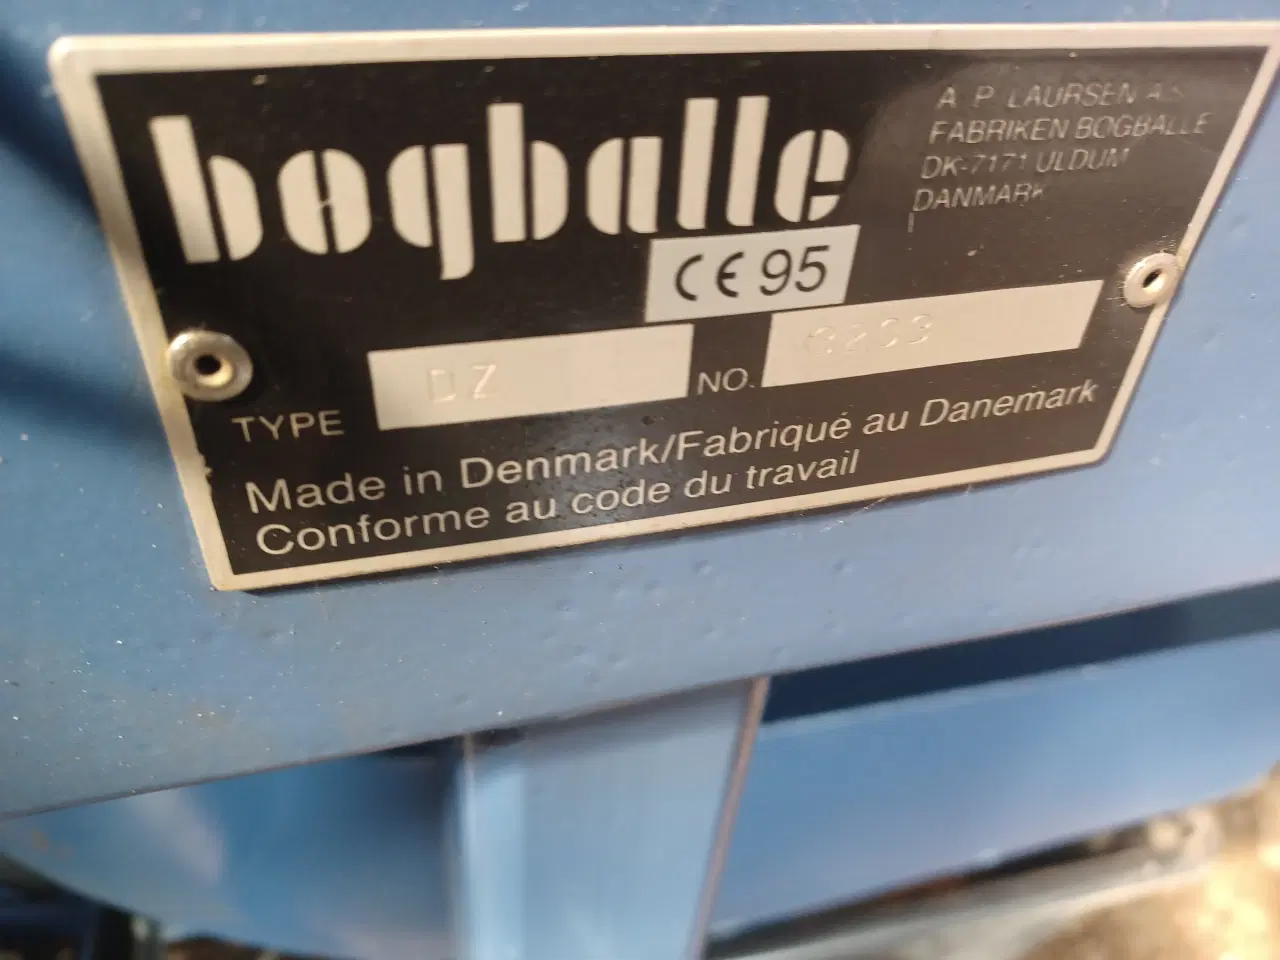 bogballe
A. P. LAURSEN A.S
FABRIKEN BOGBALLE
DK-7171 ULDUM
DANMARK
CE 95
TYPE DZ NO.
Made in Denmark/Fabriqué au Danemark
Conforme au code du travail